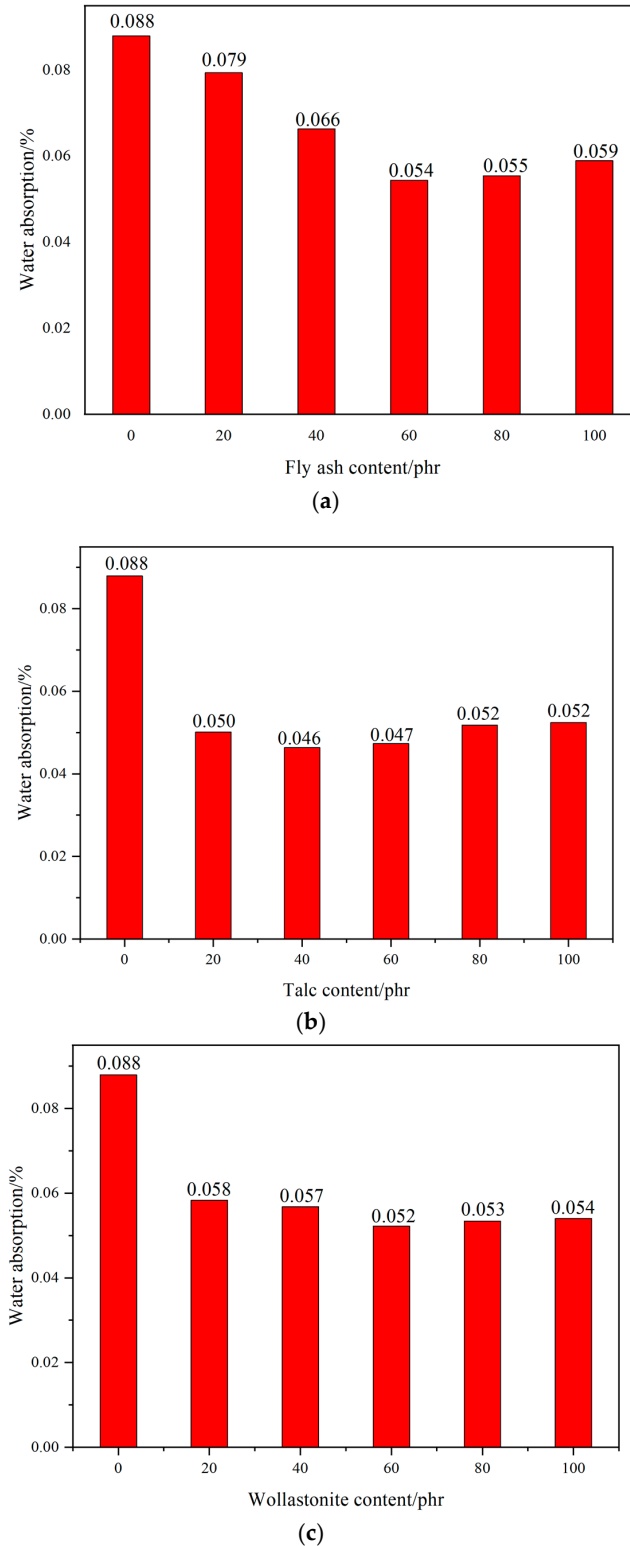 0.088
0.079
0.066
0.054
0.055
0.059
0.08
0.06
0.04
0.02
0.00
Water absorption/%
0 20 40 60 80 100
Fly ash content/phr
(a)
0.088
0.050
0.046
0.047
0.052
0.052
0.08
0.06
0.04
0.02
0.00
Water absorption/%
0 20 40 60 80 100
Talc content/phr
(b)
0.088
0.058
0.057
0.052
0.053
0.054
0.08
0.06
0.04
0.02
0.00
Water absorption/%
0 20 40 60 80 100
Wollastonite content/phr
(c)